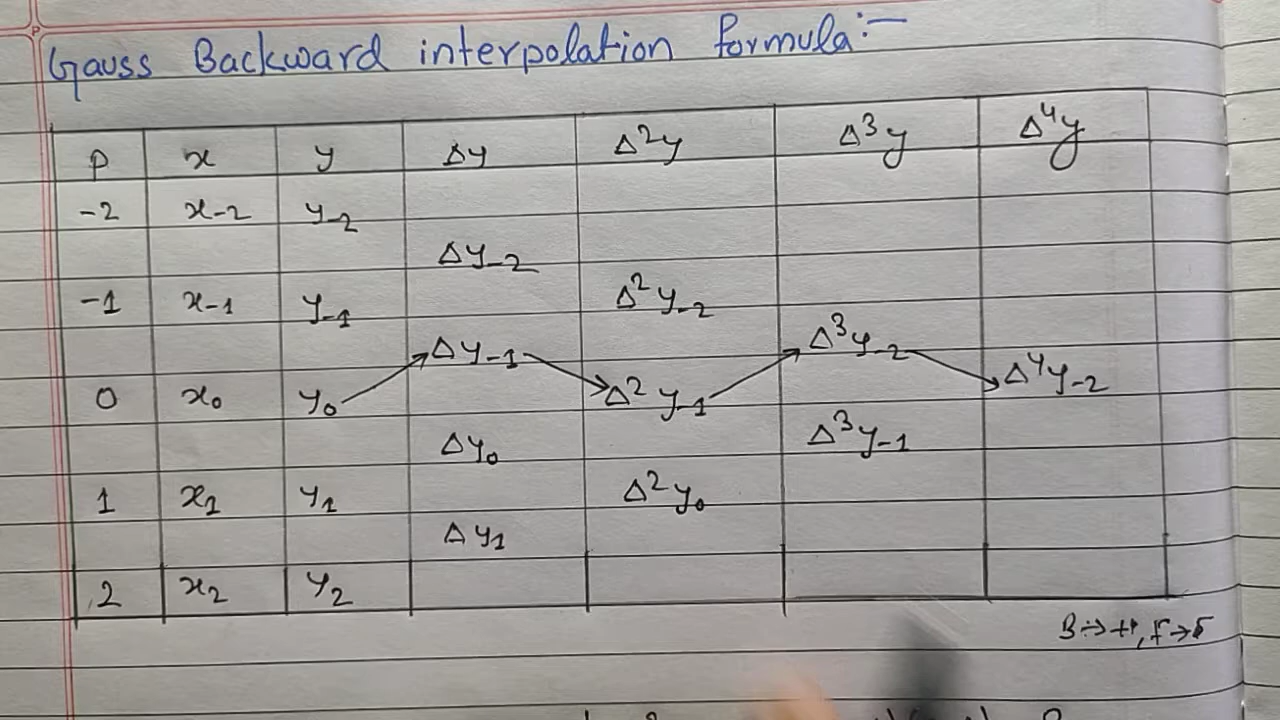 Gauss Backward interpolation formula:-
p x y Δy Δ²y Δ³y Δ⁴y
-2 x₋₂ y₋₂
Δy₋₂
-1 x₋₁ y₋₁ Δ²y₋₂
Δy₋₁ Δ³y₋₂
0 x₀ y₀ Δ²y₋₁ Δ⁴y₋₂
Δy₀ Δ³y₋₁
1 x₁ y₁ Δ²y₀
Δy₁
2 x₂ y₂